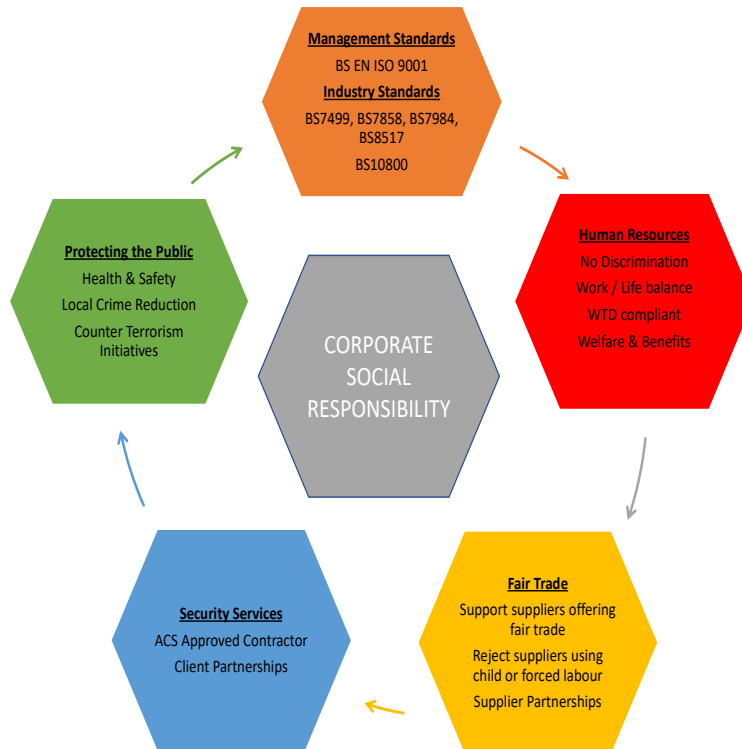 Management Standards
BS EN ISO 9001
Industry Standards
BS7499, BS7858, BS7984,
BS8517
BS10800
Human Resources
No Discrimination
Work / Life balance
WTD compliant
Welfare & Benefits
Fair Trade
Support suppliers offering
fair trade
Reject suppliers using
child or forced labour
Supplier Partnerships
Security Services
ACS Approved Contractor
Client Partnerships
Protecting the Public
Health & Safety
Local Crime Reduction
Counter Terrorism
Initiatives
CORPORATE
SOCIAL
RESPONSIBILITY